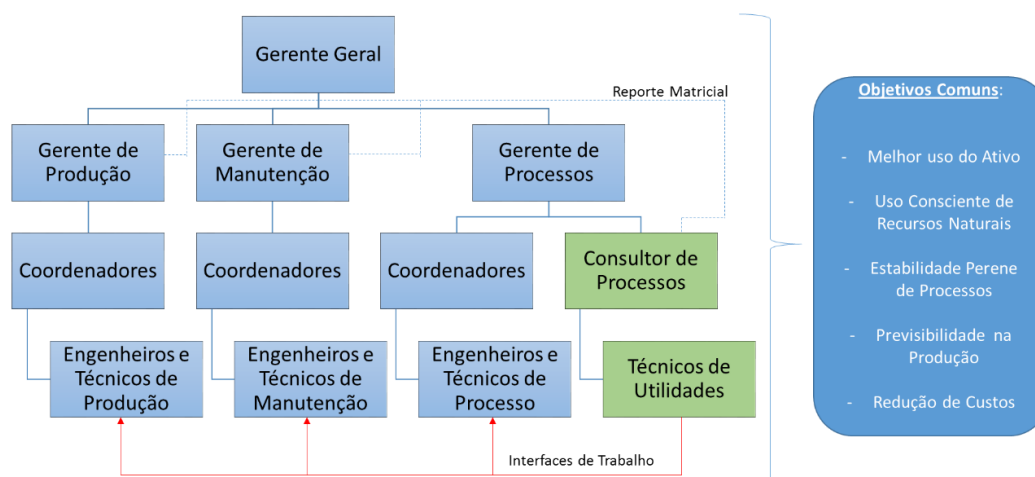 Gerente Geral
Reporte Matricial
Gerente de
Produção
Gerente de
Manutenção
Gerente de
Processos
Coordenadores
Coordenadores
Coordenadores
Consultor de
Processos
Engenheiros e
Técnicos de
Produção
Engenheiros e
Técnicos de
Manutenção
Engenheiros e
Técnicos de
Processo
Técnicos de
Utilidades
Interfaces de Trabalho
Objetivos Comuns:
- Melhor uso do Ativo
- Uso Consciente de
Recursos Naturais
- Estabilidade Perene
de Processos
- Previsibilidade na
Produção
- Redução de Custos